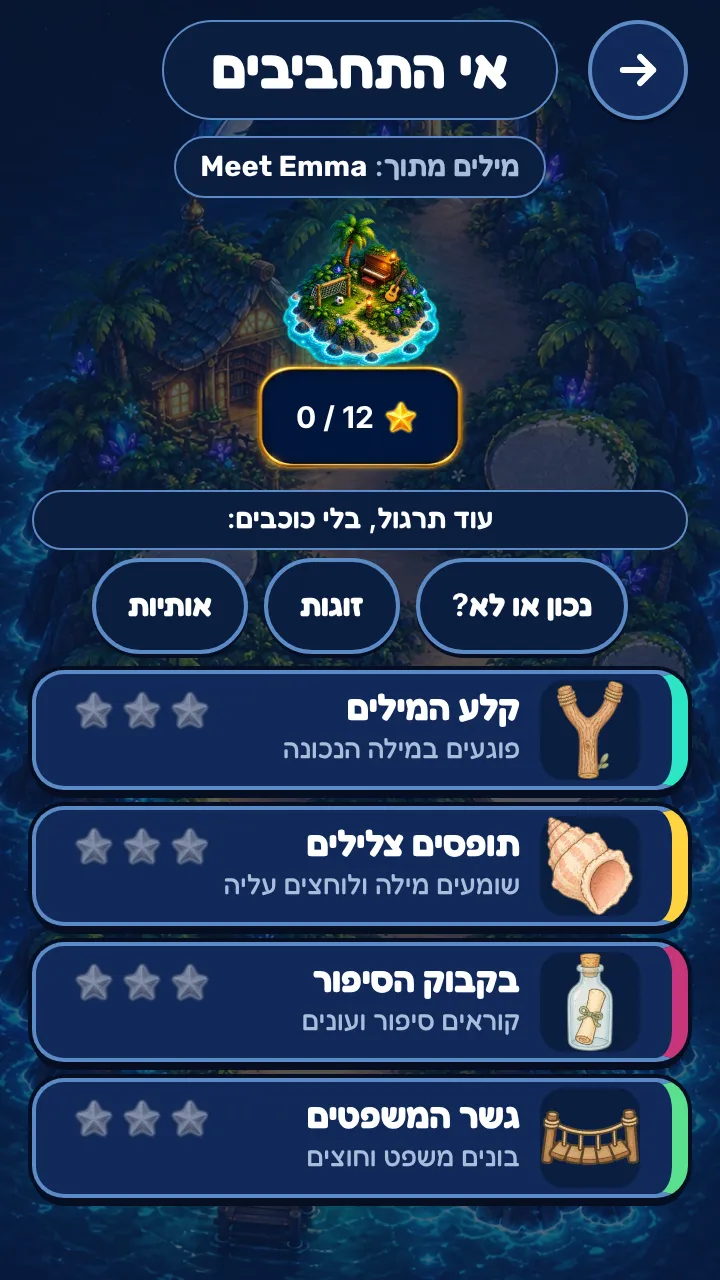 אי התחביבים
מילים מתוך: Meet Emma
0 / 12
עוד תרגול, בלי כוכבים:
נכון או לא?
זוגות
אותיות
קלע המילים
פוגעים במילה הנכונה
תופסים צלילים
שומעים מילה ולוחצים עליה
בקבוק הסיפור
קוראים סיפור ועונים
גשר המשפטים
בונים משפט וחוצים